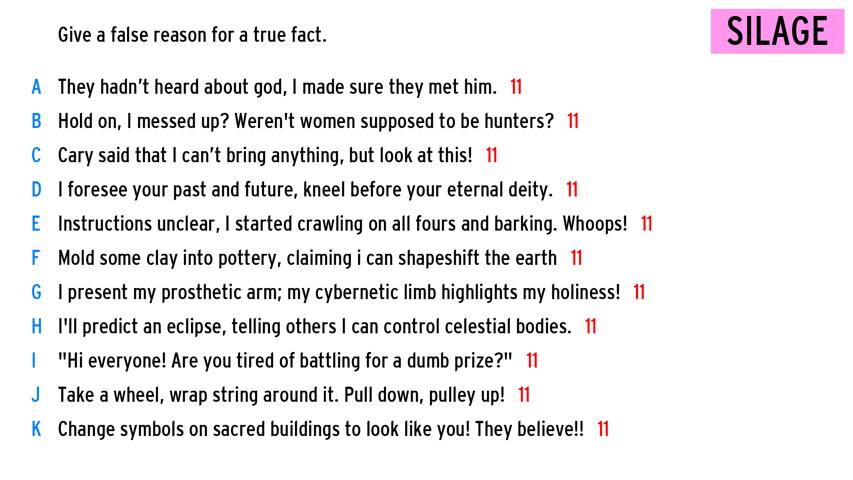 Give a false reason for a true fact.
SILAGE
A They hadn’t heard about god, I made sure they met him. 11
B Hold on, I messed up? Weren't women supposed to be hunters? 11
C Cary said that I can’t bring anything, but look at this! 11
D I foresee your past and future, kneel before your eternal deity. 11
E Instructions unclear, I started crawling on all fours and barking. Whoops! 11
F Mold some clay into pottery, claiming i can shapeshift the earth 11
G I present my prosthetic arm; my cybernetic limb highlights my holiness! 11
H I'll predict an eclipse, telling others I can control celestial bodies. 11
I "Hi everyone! Are you tired of battling for a dumb prize?" 11
J Take a wheel, wrap string around it. Pull down, pulley up! 11
K Change symbols on sacred buildings to look like you! They believe!! 11